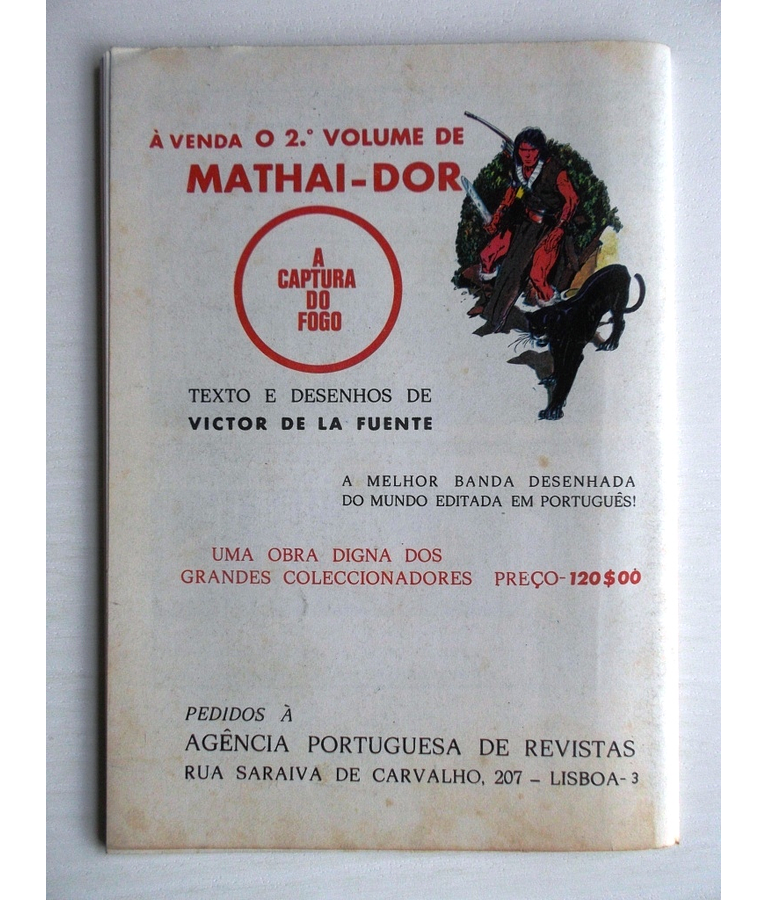 À VENDA O 2.º VOLUME DE
MATHAI-DOR
A
CAPTURA
DO
FOGO
TEXTO E DESENHOS DE
VICTOR DE LA FUENTE
A MELHOR BANDA DESENHADA
DO MUNDO EDITADA EM PORTUGUÊS!
UMA OBRA DIGNA DOS
GRANDES COLECCIONADORES PREÇO-120$00
PEDIDOS À
AGÊNCIA PORTUGUESA DE REVISTAS
RUA SARAIVA DE CARVALHO, 207 – LISBOA-3